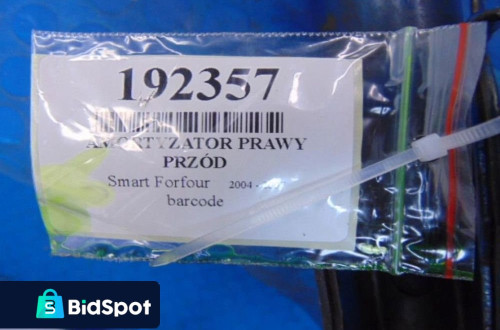 192357
AMORTYZATOR PRAWY
PRZÓD
Smart Forfour 2004 -
barcode
BidSpot